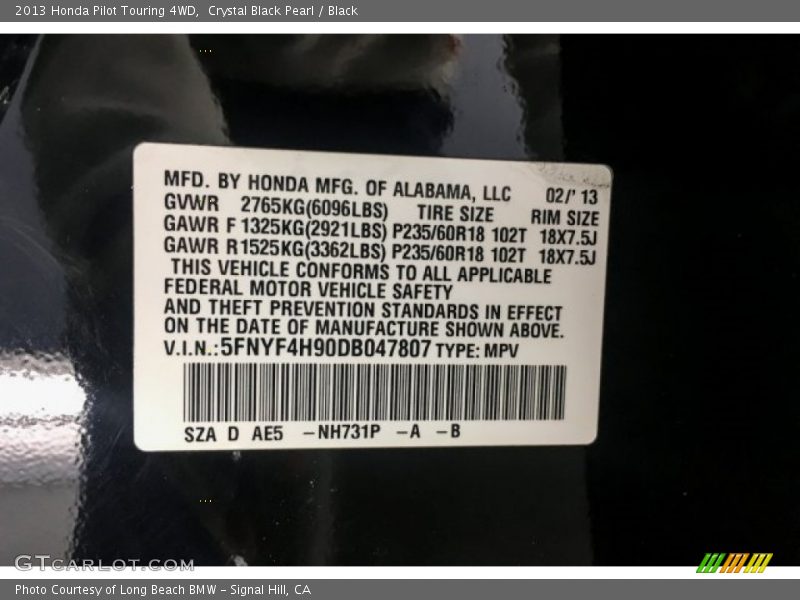 2013 Honda Pilot Touring 4WD,  Crystal Black Pearl / Black
MFD. BY HONDA MFG. OF ALABAMA, LLC 02/' 13
GVWR 2765KG(6096LBS) TIRE SIZE RIM SIZE
GAWR F 1325KG(2921LBS) P235/60R18 102T 18X7.5J
GAWR R 1525KG(3362LBS) P235/60R18 102T 18X7.5J
THIS VEHICLE CONFORMS TO ALL APPLICABLE
FEDERAL MOTOR VEHICLE SAFETY
AND THEFT PREVENTION STANDARDS IN EFFECT
ON THE DATE OF MANUFACTURE SHOWN ABOVE.
V.I.N.:5FNYF4H90DB047807 TYPE: MPV
SZA D AE5 -NH731P -A -B
GTCarLot.com
Photo Courtesy of Long Beach BMW - Signal Hill, CA